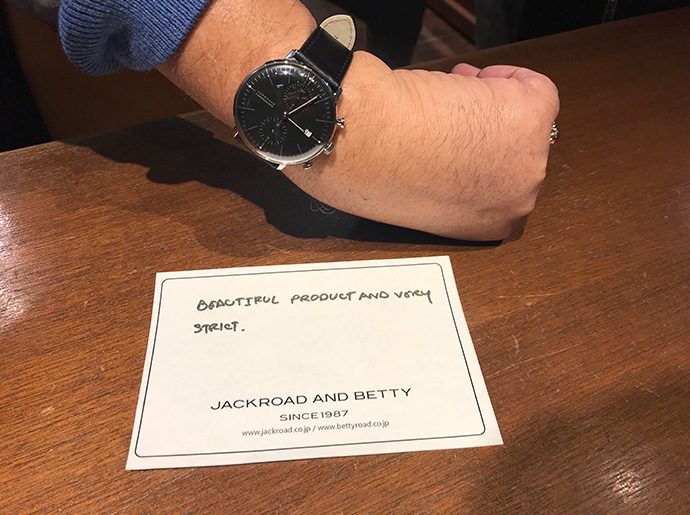 BEAUTIFUL PRODUCT AND VERY
STRICT.
JACKROAD AND BETTY
SINCE1987
www.jackroad.co.jp / www.bettyroad.co.jp